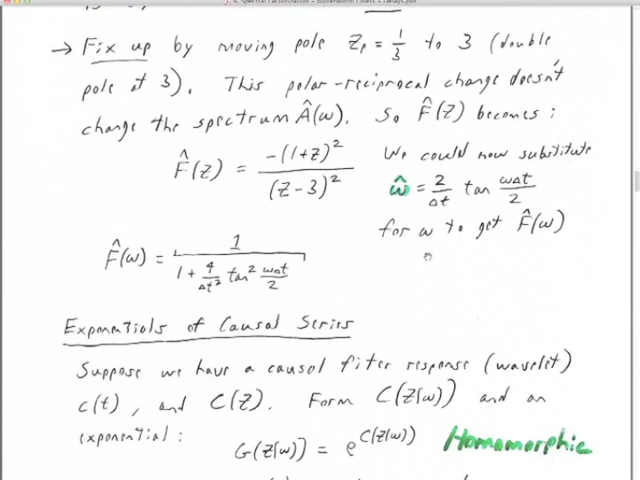 → Fix up by moving pole Zp = 1/3 to 3 (double
pole at 3). This polar-reciprocal change doesn't
change the spectrum Â(ω). So F̂(Z) becomes:
F̂(Z) = -(1+Z)² / (Z-3)²
We could now substitute
ŵ = 2/Δt tan ωΔt/2
for ω to get F̂(ω)
F̂(ω) = 1 / (1 + 4/Δt² tan² ωΔt/2)
Exponentials of Causal Series
Suppose we have a causal filter response (wavelet)
c(t), and C(Z). Form C(Z(ω)) and an
exponential:
G(Z(ω)) = e^C(Z(ω)) Homomorphic